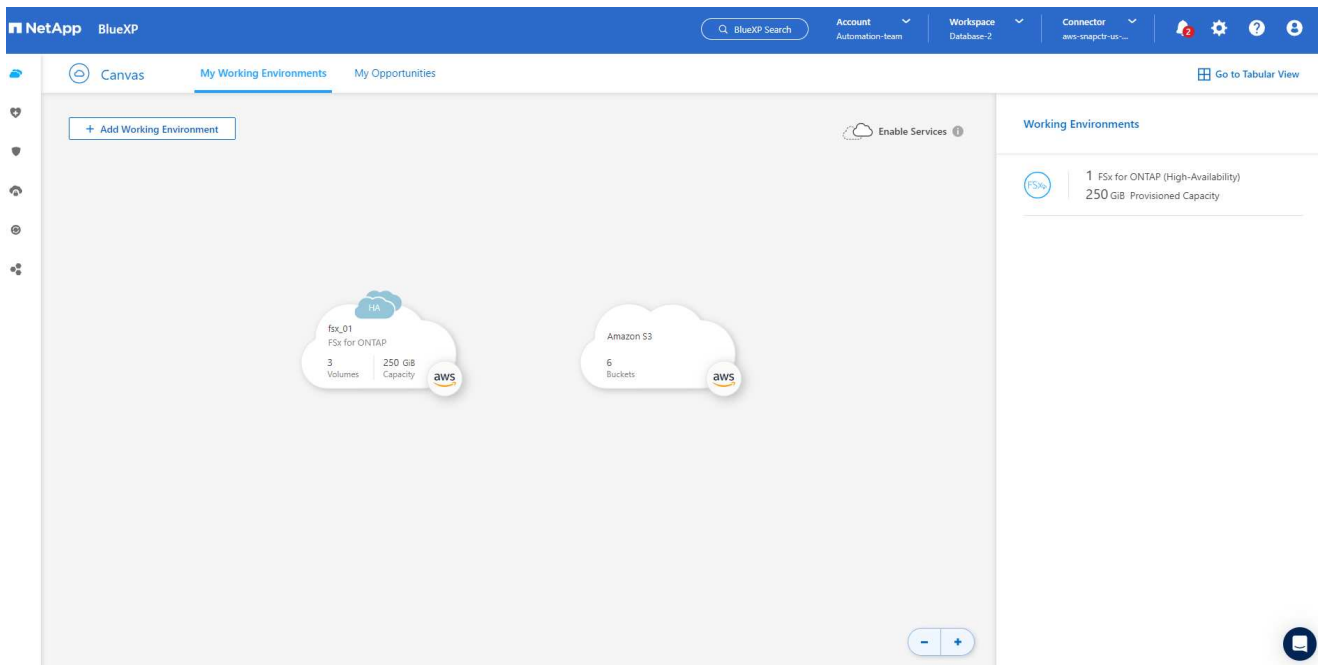 NetApp BlueXP
BlueXP Search
Account
Automation-team
Workspace
Database-2
Connector
aws-snapctr-us-...
2
Canvas
My Working Environments
My Opportunities
Go to Tabular View
+ Add Working Environment
Enable Services
Working Environments
FSx
1 FSx for ONTAP (High-Availability)
250 GiB Provisioned Capacity
HA
fsx_01
FSx for ONTAP
3
Volumes
250 GiB
Capacity
aws
Amazon S3
6
Buckets
aws